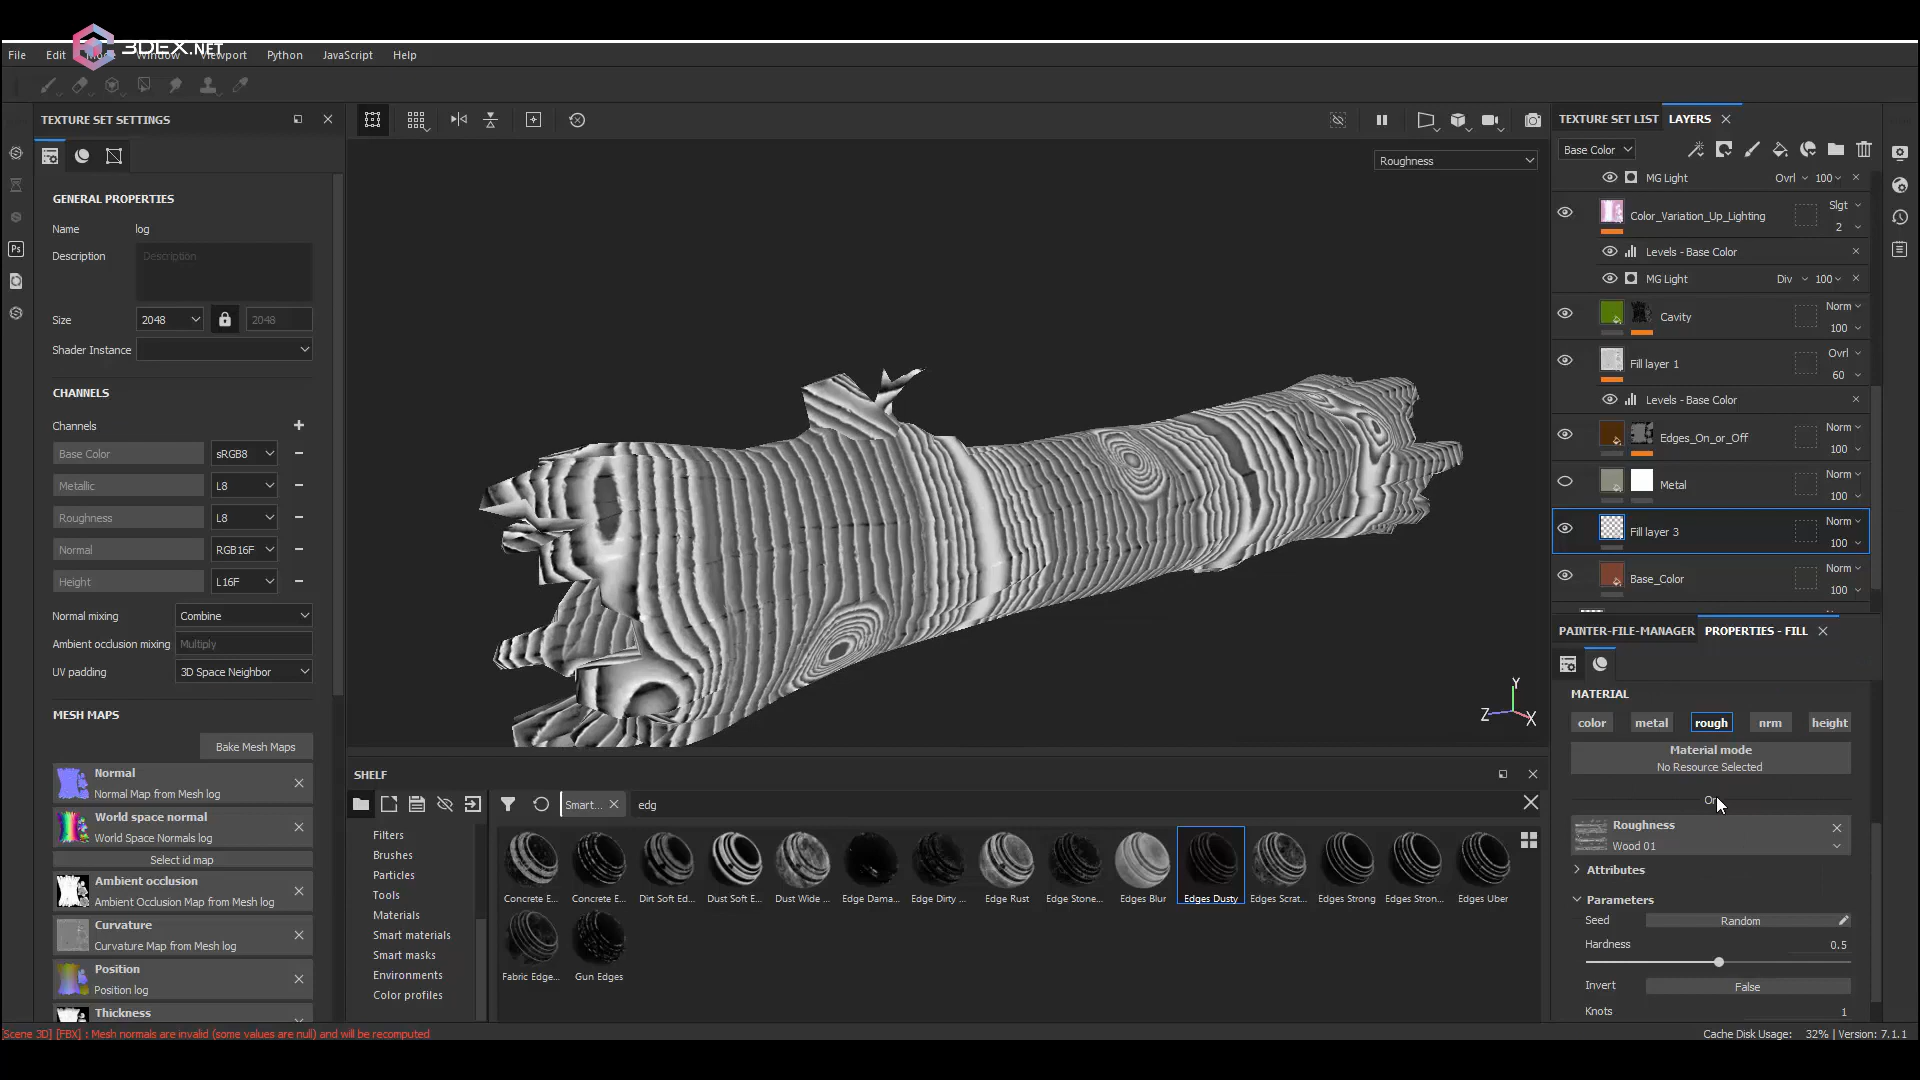 3DEX.NET
File Edit Window Viewport Python JavaScript Help
TEXTURE SET SETTINGS
GENERAL PROPERTIES
Name log
Description Description
Size 2048 2048
Shader Instance
CHANNELS
Channels
Base Color sRGB8
Metallic L8
Roughness L8
Normal RGB16F
Height L16F
Normal mixing Combine
Ambient occlusion mixing Multiply
UV padding 3D Space Neighbor
MESH MAPS
Bake Mesh Maps
Normal
Normal Map from Mesh log
World space normal
World Space Normals log
Select id map
Ambient occlusion
Ambient Occlusion Map from Mesh log
Curvature
Curvature Map from Mesh log
Position
Position log
Thickness
Ps
Roughness
Y
Z X
SHELF
Smart... edg
Filters
Brushes
Particles
Tools
Materials
Smart materials
Smart masks
Environments
Color profiles
Concrete E... Concrete E... Dirt Soft Ed... Dust Soft E... Dust Wide ... Edge Dama... Edge Dirty ... Edge Rust Edge Stone... Edges Blur Edges Dusty Edges Scrat... Edges Strong Edges Stron... Edges Uber
Fabric Edge... Gun Edges
TEXTURE SET LIST LAYERS
Base Color
MG Light Ovrl 100
Color_Variation_Up_Lighting Slgt 2
Levels - Base Color
MG Light Div 100
Cavity Norm 100
Fill layer 1 Ovrl 60
Levels - Base Color
Edges_On_or_Off Norm 100
Metal Norm 100
Fill layer 3 Norm 100
Base_Color Norm 100
PAINTER-FILE-MANAGER PROPERTIES - FILL
MATERIAL
color metal rough nrm height
Material mode
No Resource Selected
Or
Roughness
Wood 01
Attributes
Parameters
Seed Random
Hardness 0.5
Invert False
Knots 1
[Scene 3D] [FBX] : Mesh normals are invalid (some values are null) and will be recomputed
Cache Disk Usage: 32% | Version: 7.1.1